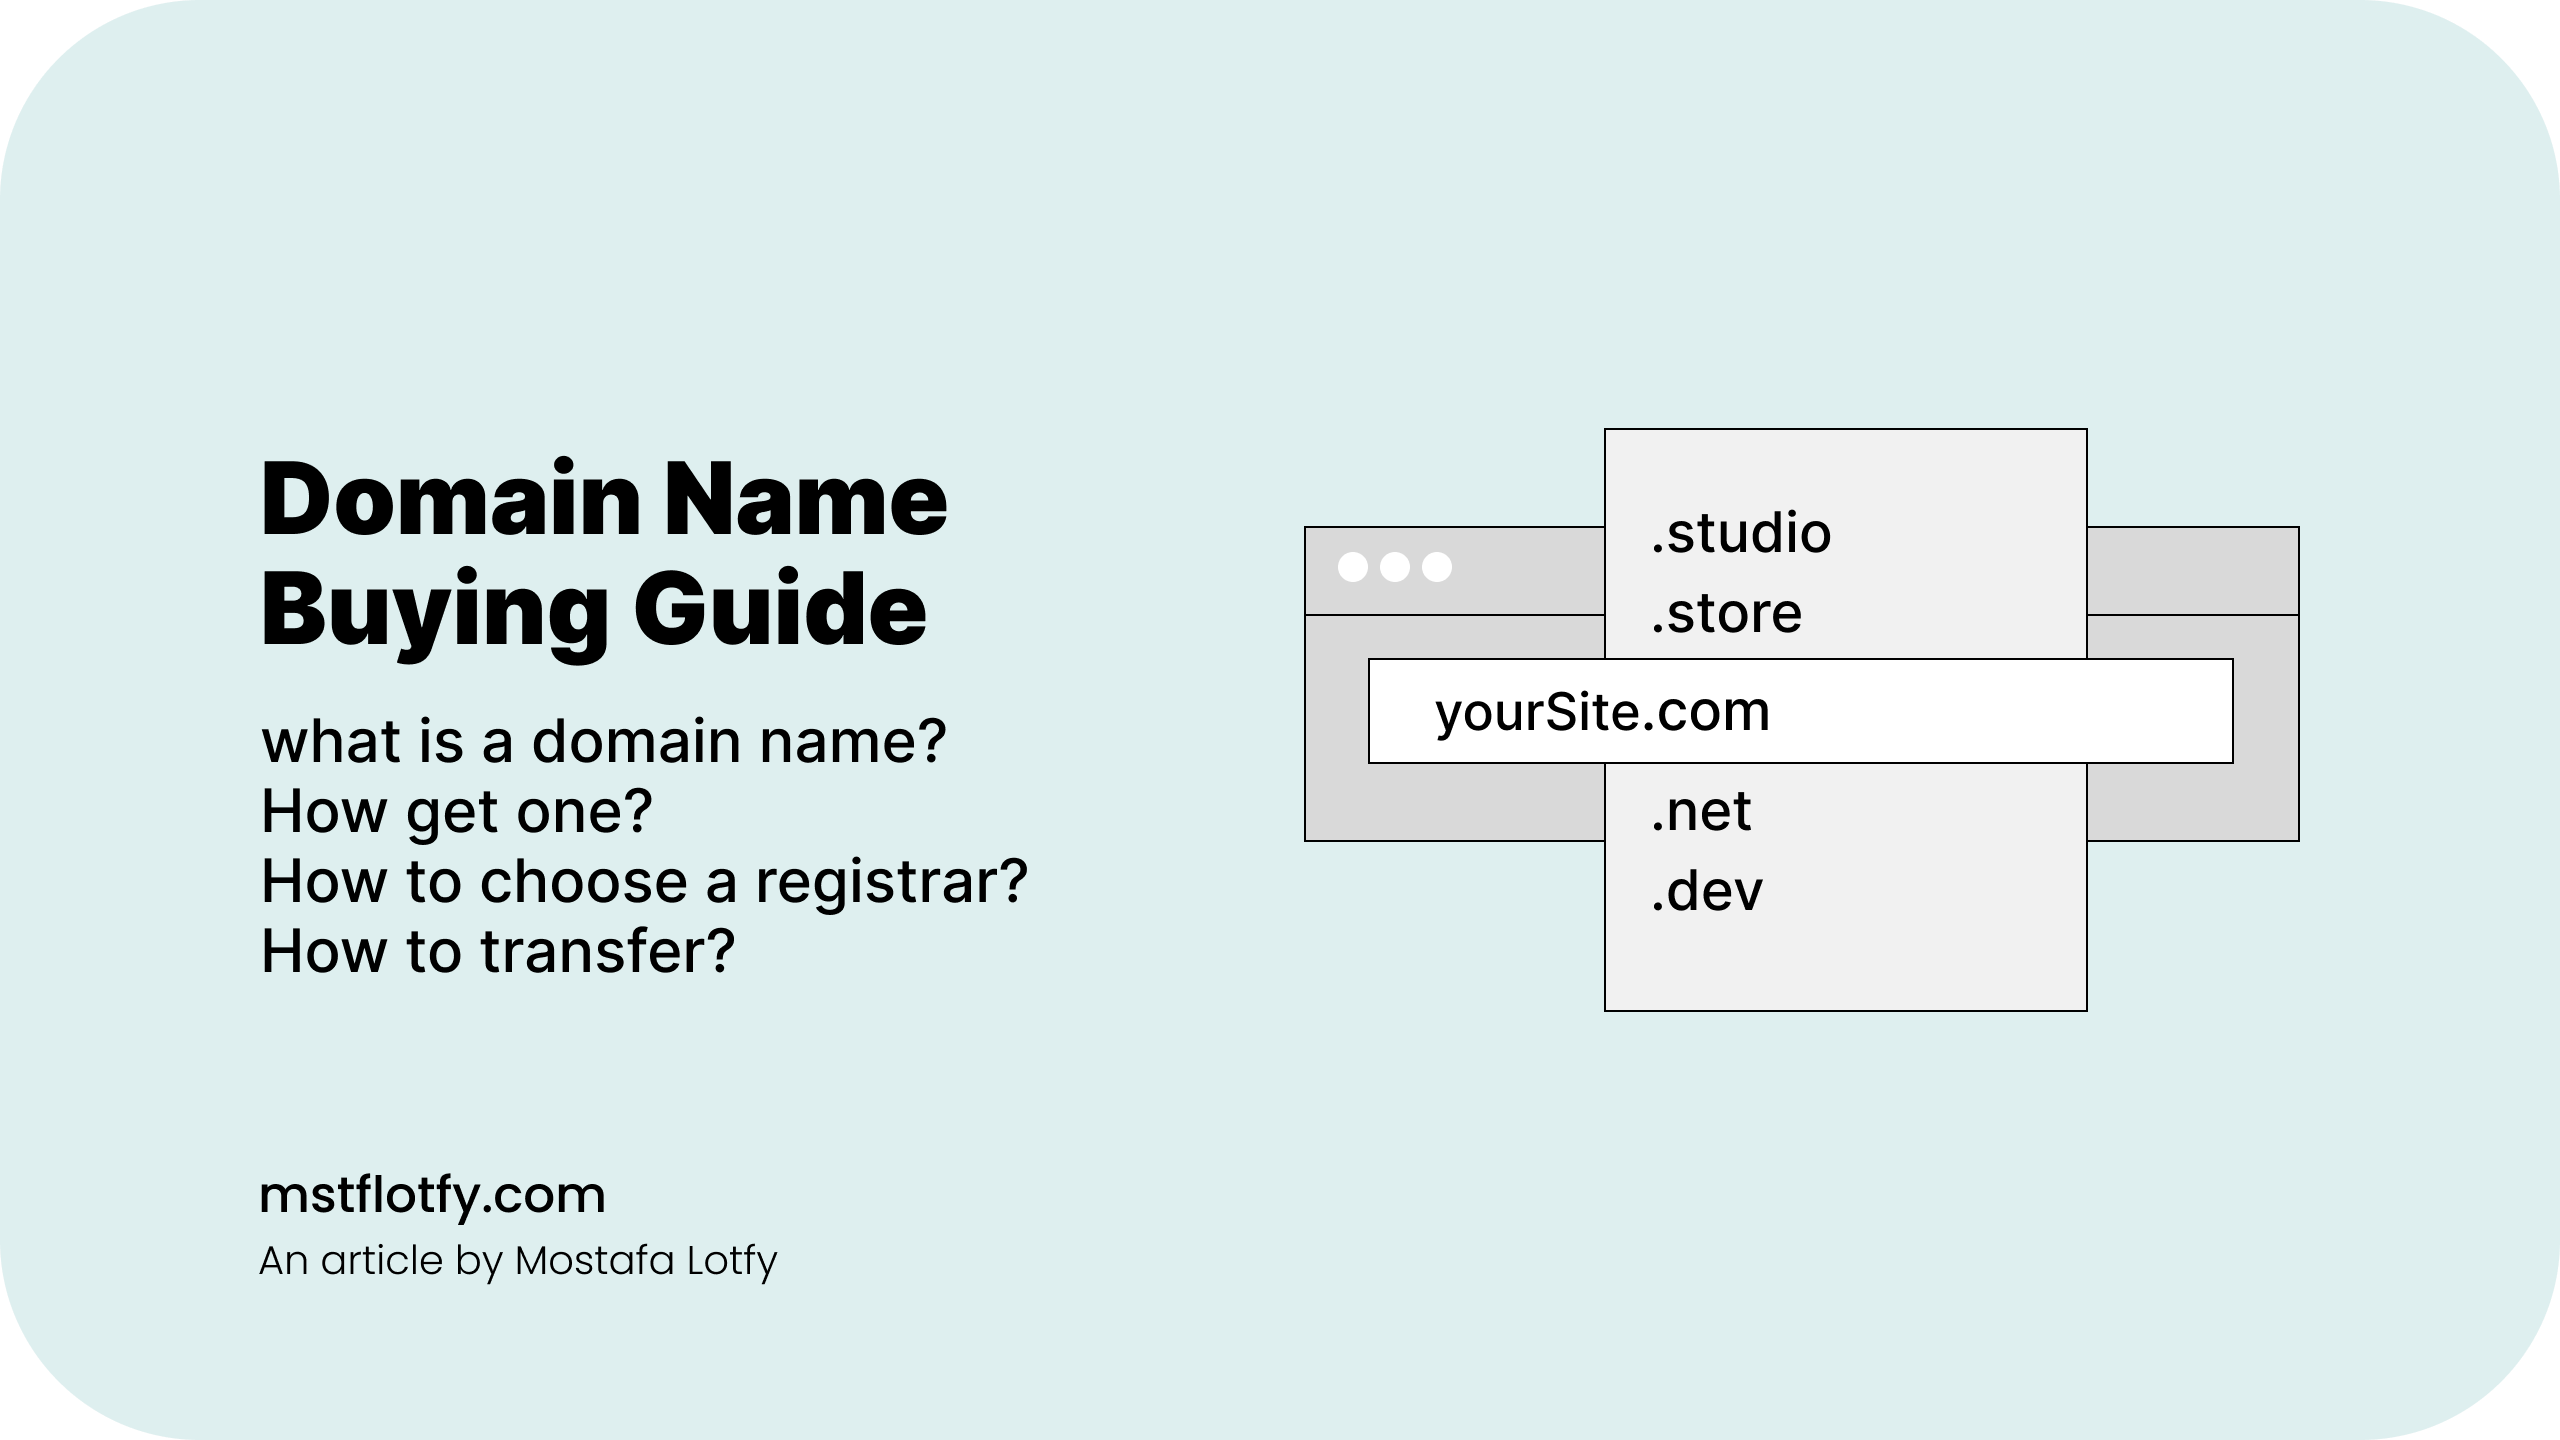 Domain Name
Buying Guide
what is a domain name?
How get one?
How to choose a registrar?
How to transfer?
mstflotfy.com
An article by Mostafa Lotfy
.studio
.store
yourSite.com
.net
.dev